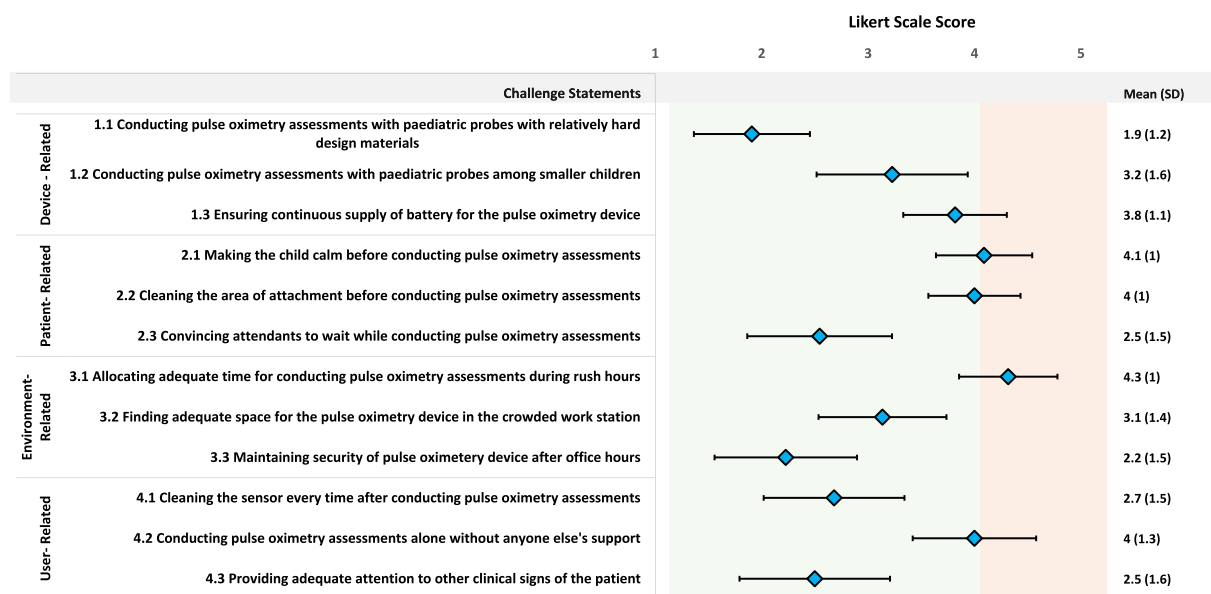 Likert Scale Score
1 2 3 4 5
Challenge Statements Mean (SD)
Device - Related
1.1 Conducting pulse oximetry assessments with paediatric probes with relatively hard
design materials
1.9 (1.2)
1.2 Conducting pulse oximetry assessments with paediatric probes among smaller children 3.2 (1.6)
1.3 Ensuring continuous supply of battery for the pulse oximetry device 3.8 (1.1)
Patient- Related
2.1 Making the child calm before conducting pulse oximetry assessments 4.1 (1)
2.2 Cleaning the area of attachment before conducting pulse oximetry assessments 4 (1)
2.3 Convincing attendants to wait while conducting pulse oximetry assessments 2.5 (1.5)
Environment-
Related
3.1 Allocating adequate time for conducting pulse oximetry assessments during rush hours 4.3 (1)
3.2 Finding adequate space for the pulse oximetry device in the crowded work station 3.1 (1.4)
3.3 Maintaining security of pulse oximetery device after office hours 2.2 (1.5)
User- Related
4.1 Cleaning the sensor every time after conducting pulse oximetry assessments 2.7 (1.5)
4.2 Conducting pulse oximetry assessments alone without anyone else's support 4 (1.3)
4.3 Providing adequate attention to other clinical signs of the patient 2.5 (1.6)